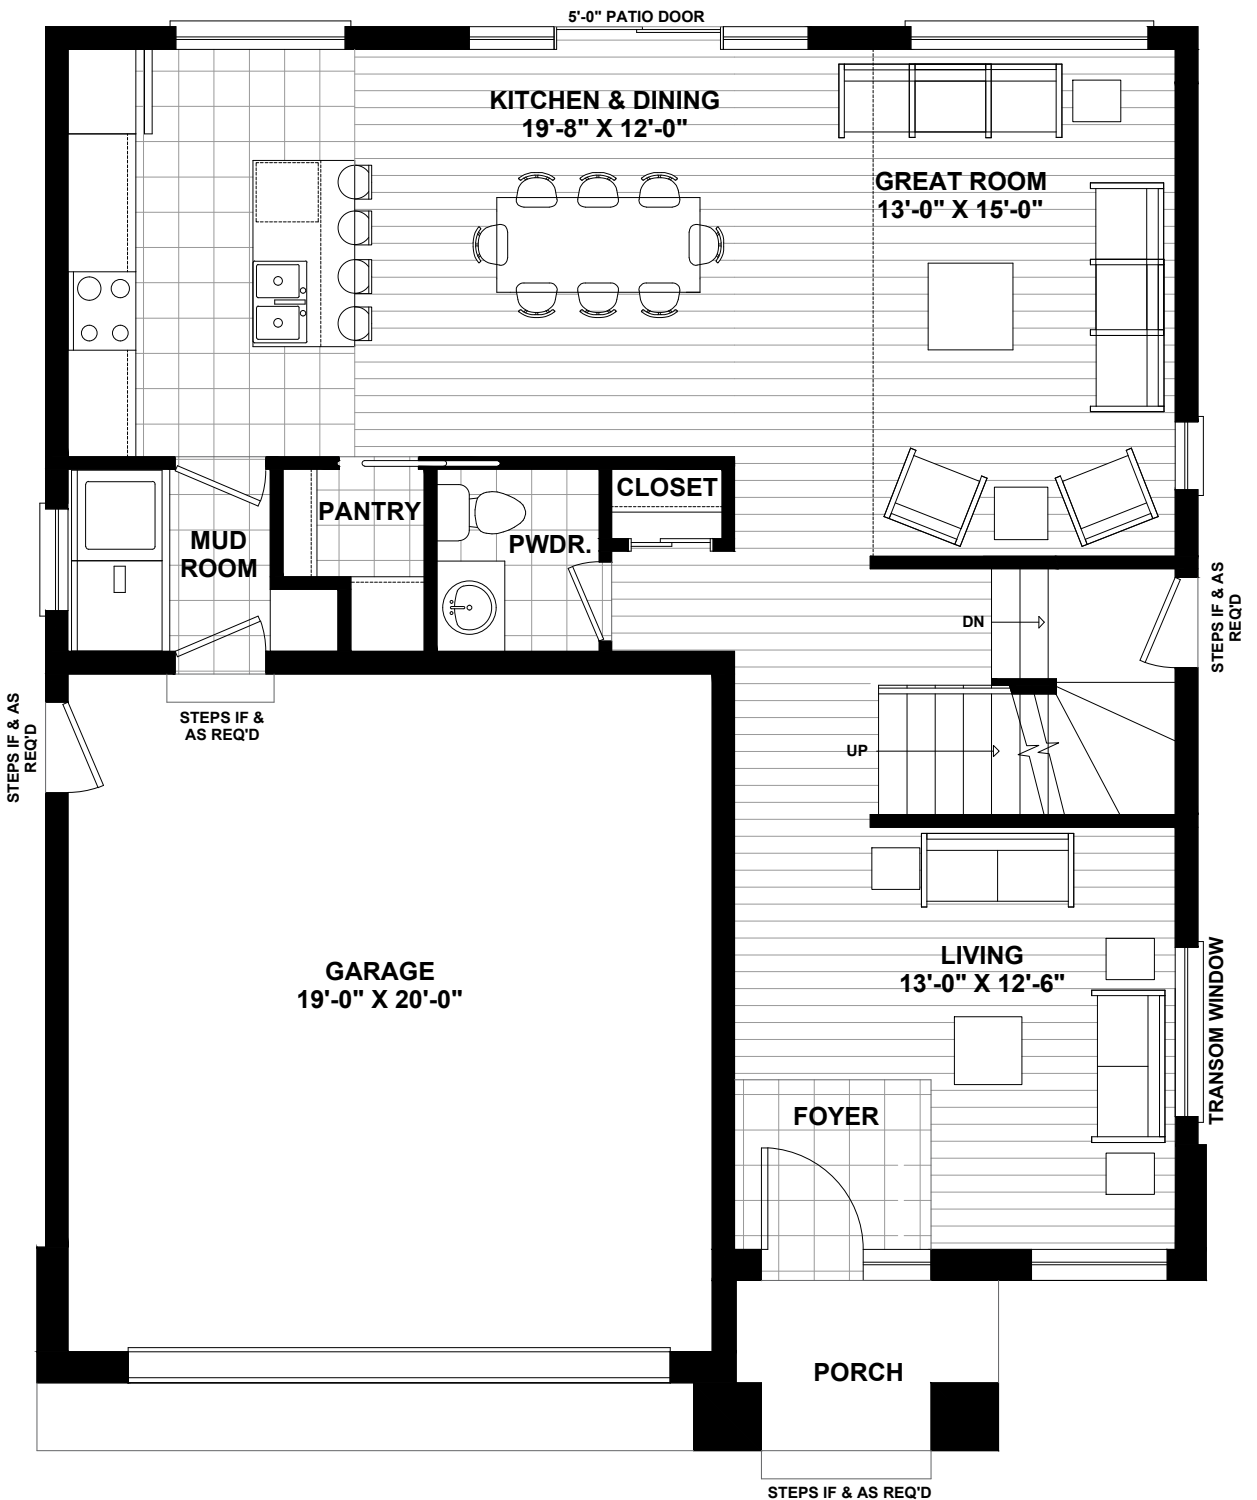 5'-0" PATIO DOOR
KITCHEN & DINING
19'-8" X 12'-0"
GREAT ROOM
13'-0" X 15'-0"
CLOSET
PANTRY
PWDR.
MUD
ROOM
STEPS IF & AS
REQ'D
DN
STEPS IF &
AS REQ'D
STEPS IF & AS
REQ'D
UP
LIVING
13'-0" X 12'-6"
TRANSOM WINDOW
GARAGE
19'-0" X 20'-0"
FOYER
PORCH
STEPS IF & AS REQ'D